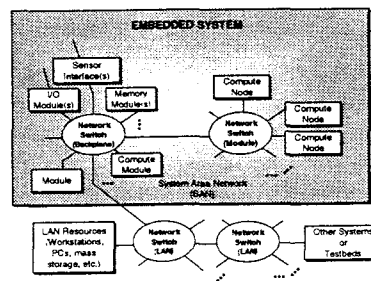 EMBEDDED SYSTEM
Sensor
Interface(s)
I/O
Module(s)
Memory
Module(s)
Network
Switch
(Backplane)
Compute
Module
Module
Compute
Node
Compute
Node
Compute
Node
Network
Switch
(Module)
System Area Network
(SAN)
LAN Resources
(Workstations,
PCs, mass
storage, etc.)
Network
Switch
(LAN)
Network
Switch
(LAN)
Other Systems
or
Testbeds